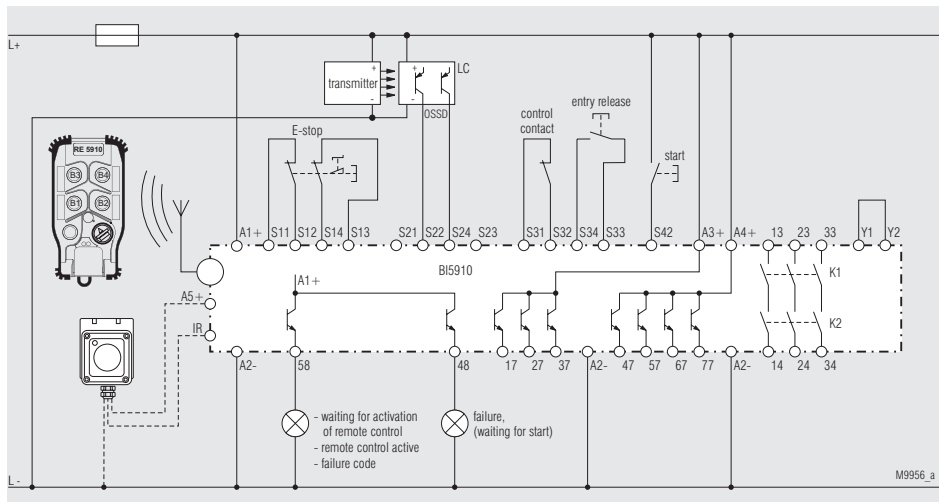 L+
+
transmitter
-
+
LC
-
OSSD
E-stop
control
contact
entry release
start
RE 5910
B3
B4
B1
B2
A1+
S11
S12
S14
S13
S21
S22
S24
S23
S31
S32
S34
S33
S42
A3+
A4+
13
23
33
Y1
Y2
BI5910
A1+
K1
A5+
IR
K2
A2-
58
48
17
27
37
A2-
47
57
67
77
A2-
14
24
34
- waiting for activation
of remote control
- remote control active
- failure code
failure,
(waiting for start)
L -
M9956_a